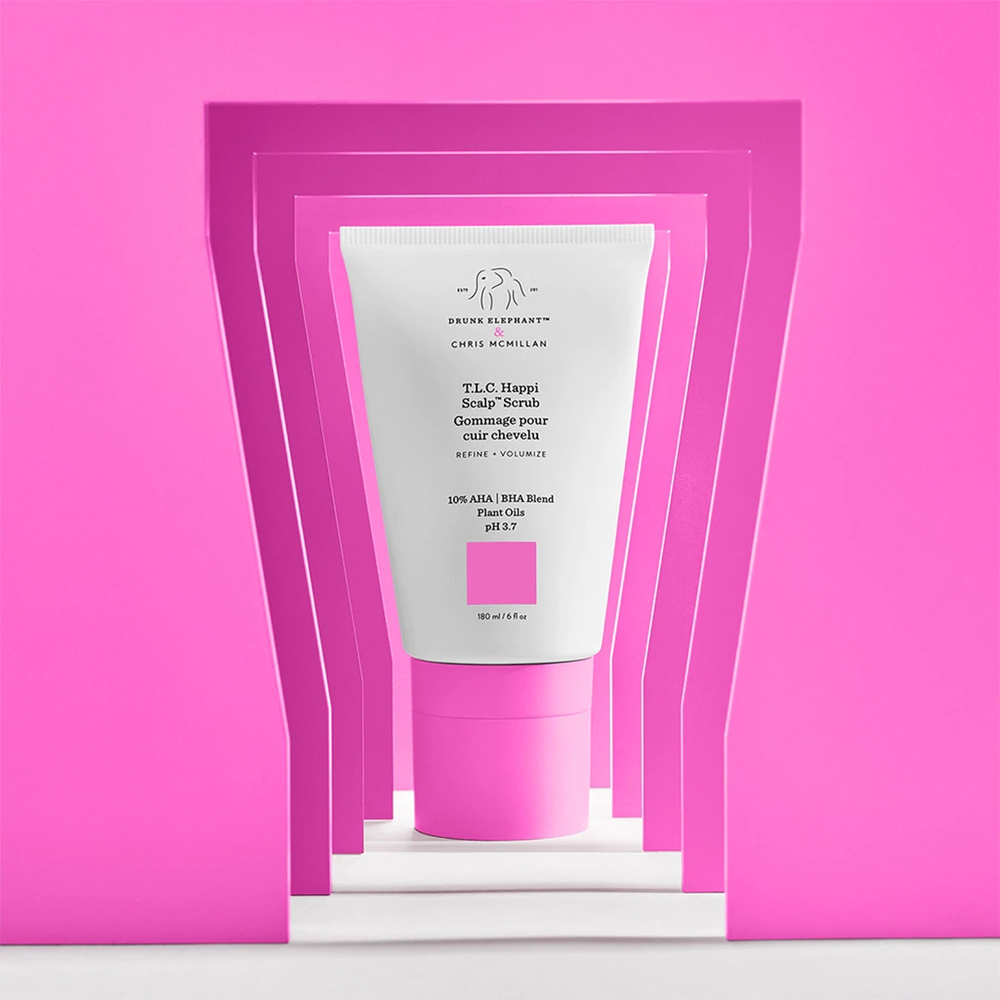 ESTD 201
DRUNK ELEPHANT™
&
CHRIS MCMILLAN
T.L.C. Happi
Scalp™ Scrub
Gommage pour
cuir chevelu
REFINE • VOLUMIZE
10% AHA | BHA Blend
Plant Oils
pH 3.7
180 ml / 6 fl oz